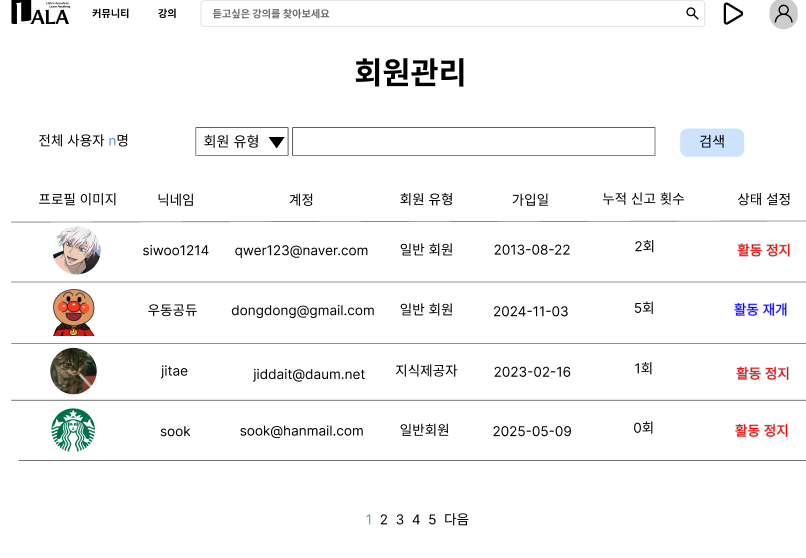 ALA 커뮤니티 강의 듣고싶은 강의를 찾아보세요
회원관리
전체 사용자 n명 회원 유형 검색
프로필 이미지 닉네임 계정 회원 유형 가입일 누적 신고 횟수 상태 설정
siwoo1214 qwer123@naver.com 일반 회원 2013-08-22 2회 활동 정지
우동공듀 dongdong@gmail.com 일반 회원 2024-11-03 5회 활동 재개
jitae jiddait@daum.net 지식제공자 2023-02-16 1회 활동 정지
sook sook@hanmail.com 일반회원 2025-05-09 0회 활동 정지
1 2 3 4 5 다음